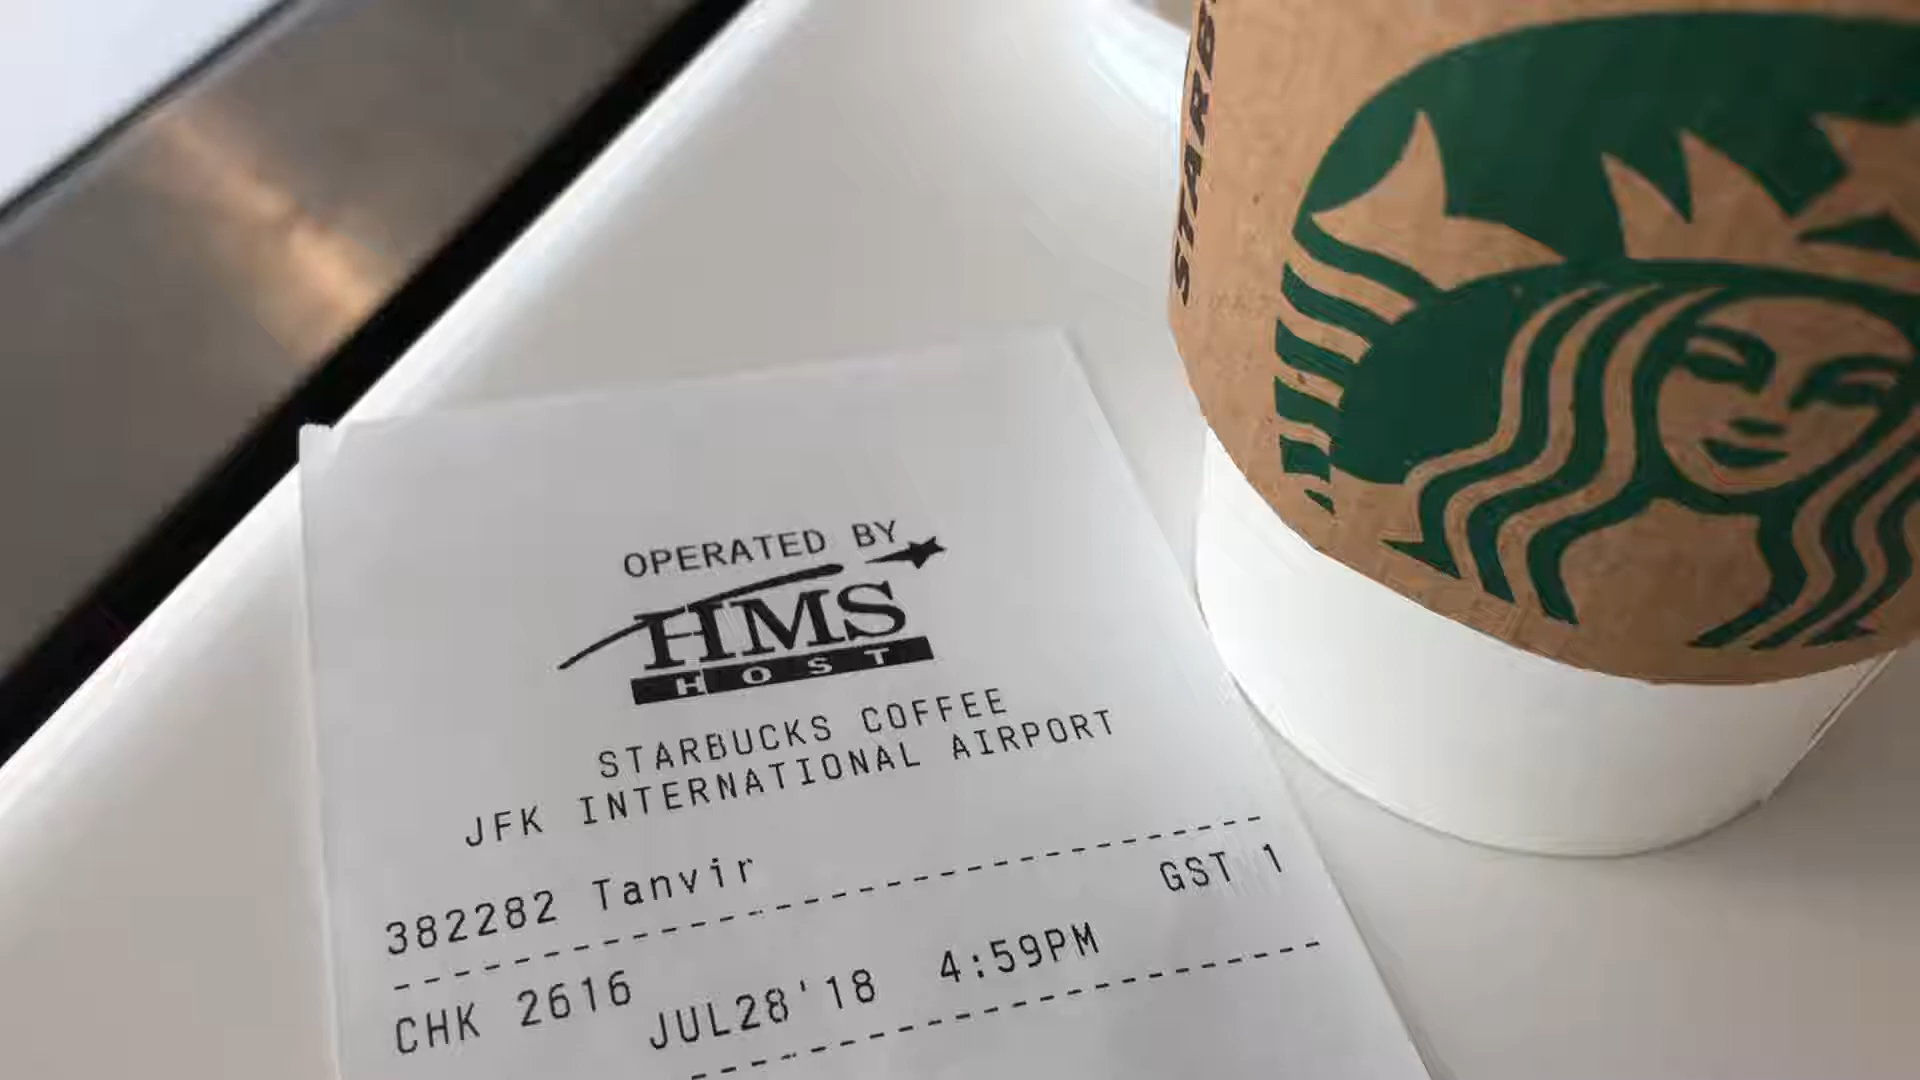 OPERATED BY
HMS
HOST
STARBUCKS COFFEE
JFK INTERNATIONAL AIRPORT
382282 Tanvir
CHK 2616
JUL28'18 4:59PM
GST 1
STARB